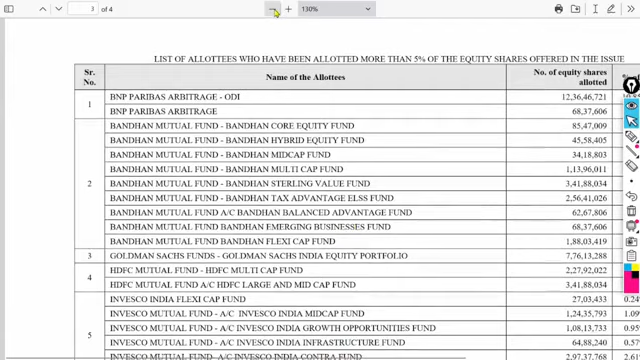 3 of 4 130%
LIST OF ALLOTTEES WHO HAVE BEEN ALLOTTED MORE THAN 5% OF THE EQUITY SHARES OFFERED IN THE ISSUE
Sr. No. Name of the Allottees No. of equity shares allotted
1 BNP PARIBAS ARBITRAGE - ODI 12,36,46,721
BNP PARIBAS ARBITRAGE 68,37,606
2 BANDHAN MUTUAL FUND - BANDHAN CORE EQUITY FUND 85,47,009
BANDHAN MUTUAL FUND - BANDHAN HYBRID EQUITY FUND 45,58,405
BANDHAN MUTUAL FUND - BANDHAN MIDCAP FUND 34,18,803
BANDHAN MUTUAL FUND - BANDHAN MULTI CAP FUND 1,13,96,011
BANDHAN MUTUAL FUND - BANDHAN STERLING VALUE FUND 3,41,88,034
BANDHAN MUTUAL FUND - BANDHAN TAX ADVANTAGE ELSS FUND 2,56,41,026
BANDHAN MUTUAL FUND A/C BANDHAN BALANCED ADVANTAGE FUND 62,67,806
BANDHAN MUTUAL FUND BANDHAN EMERGING BUSINESSES FUND 68,37,606
BANDHAN MUTUAL FUND BANDHAN FLEXI CAP FUND 1,88,03,419
3 GOLDMAN SACHS FUNDS - GOLDMAN SACHS INDIA EQUITY PORTFOLIO 7,76,13,288
4 HDFC MUTUAL FUND - HDFC MULTI CAP FUND 2,27,92,022
HDFC MUTUAL FUND A/C HDFC LARGE AND MID CAP FUND 3,41,88,034
5 INVESCO INDIA FLEXI CAP FUND 27,03,433 0.24
INVESCO MUTUAL FUND - A/C INVESCO INDIA MIDCAP FUND 1,24,35,793 1.09
INVESCO MUTUAL FUND - A/C INVESCO INDIA GROWTH OPPORTUNITIES FUND 1,08,13,733 0.95
INVESCO MUTUAL FUND - A/C INVESCO INDIA INFRASTRUCTURE FUND 64,88,240 0.57
INVESCO MUTUAL FUND - A/C INVESCO INDIA CONTRA FUND 2,97,37,768